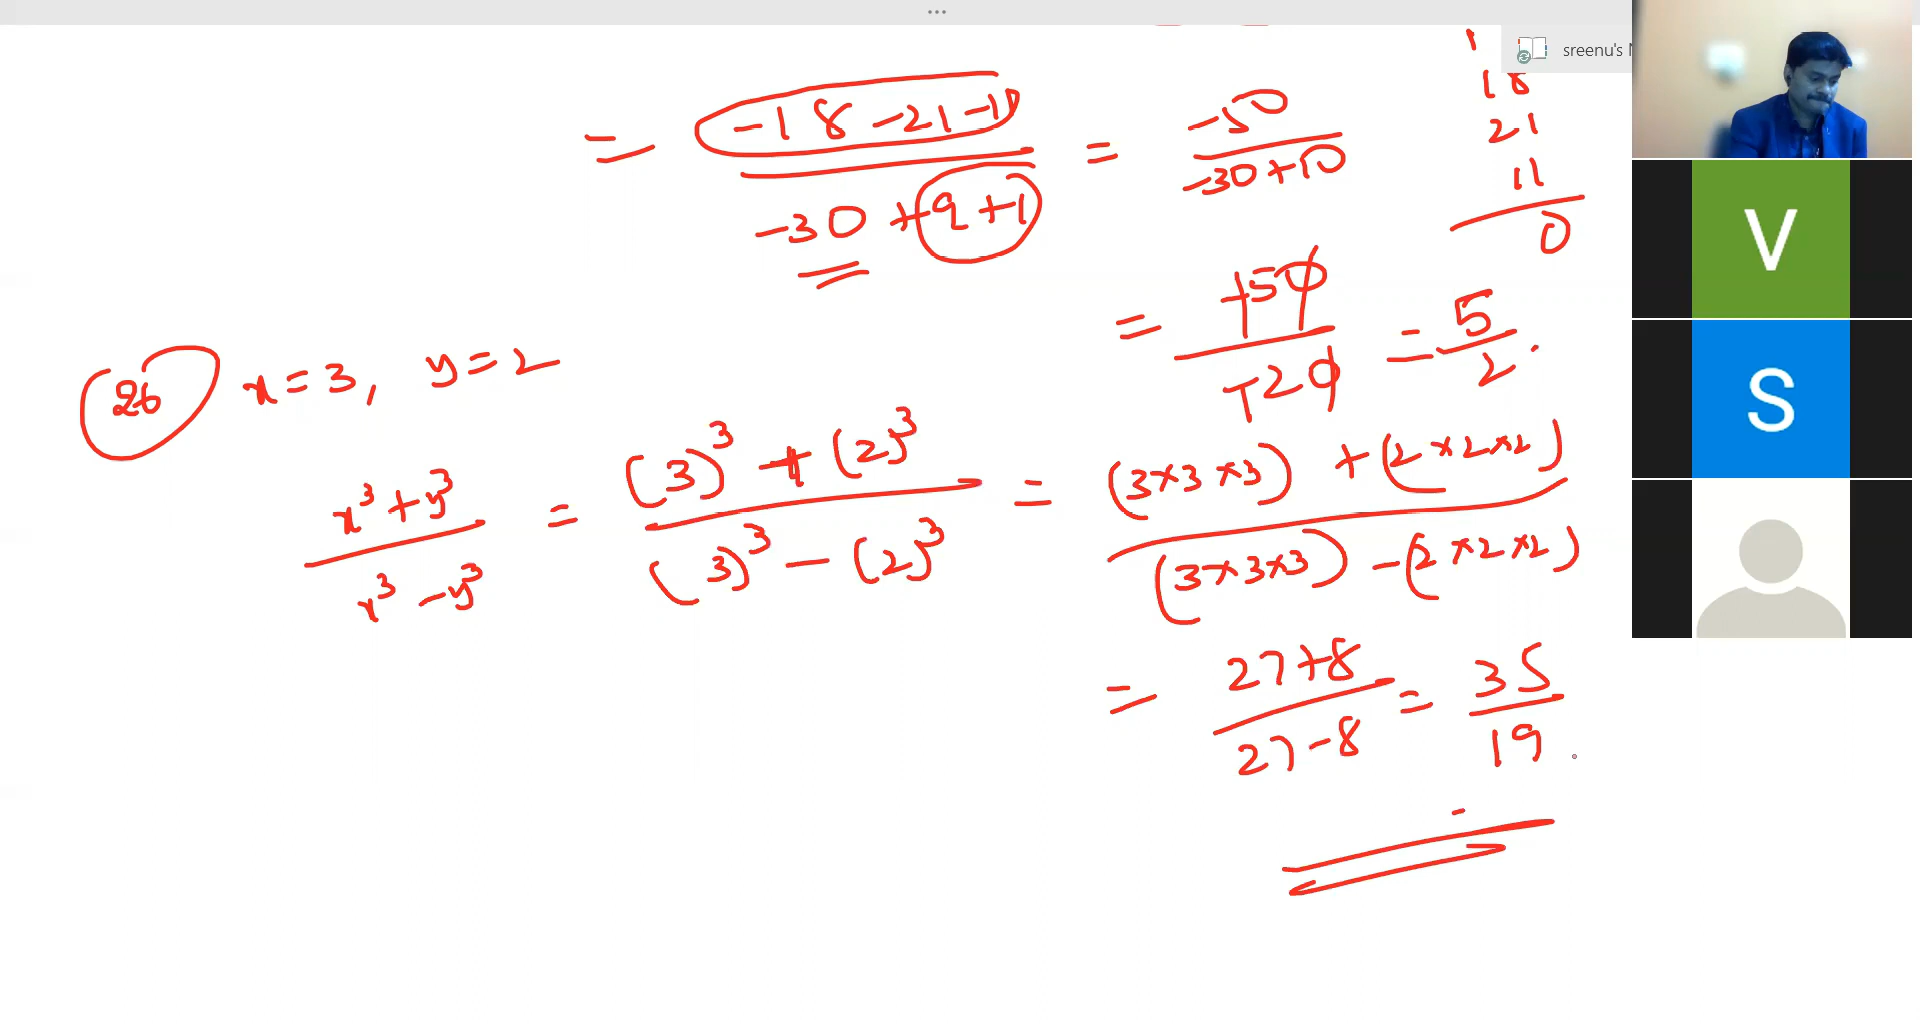 ...
sreenu's
18
21
11
0
= -18-21-11 / -30+9+1 = -50 / -30+10
= +50 / +20 = 5/2.
26 x=3, y=2
x³+y³ / x³-y³ = (3)³+(2)³ / (3)³-(2)³ = (3×3×3)+(2×2×2) / (3×3×3)-(2×2×2)
= 27+8 / 27-8 = 35/19.
V
S